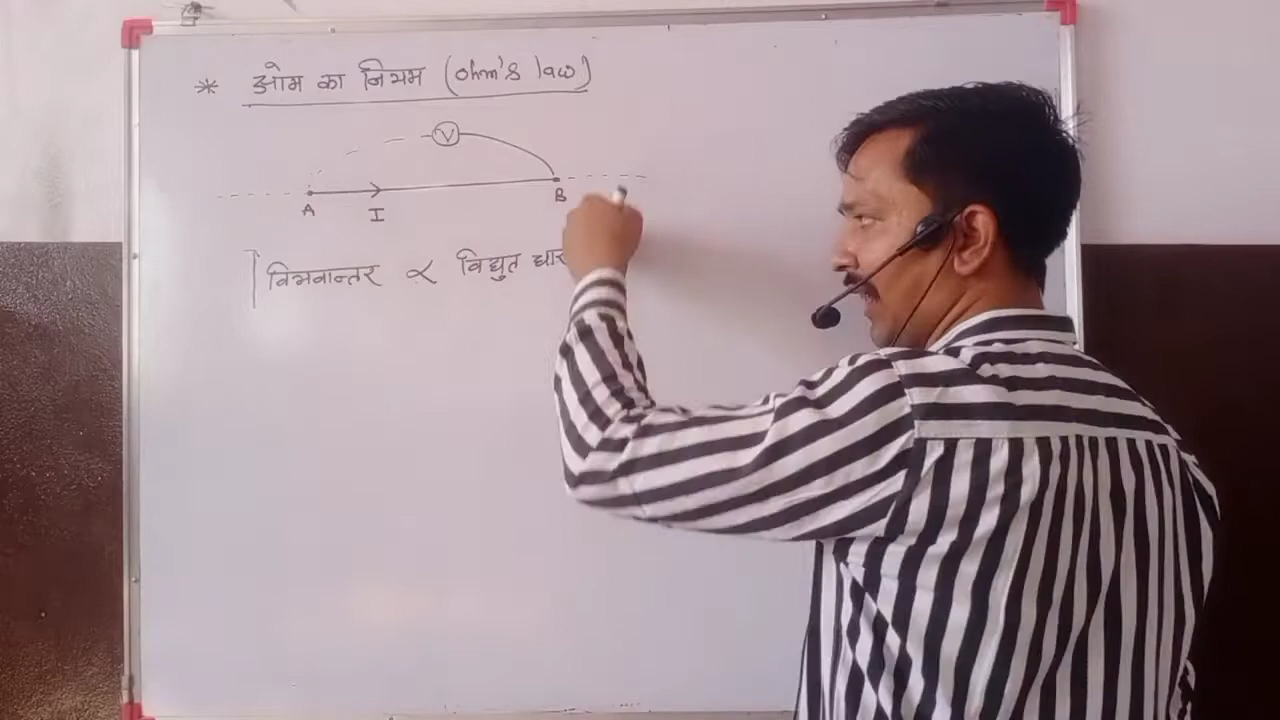 * ओम का नियम (ohm's law)
V
A
I
B
विभवान्तर ∝ विद्युत